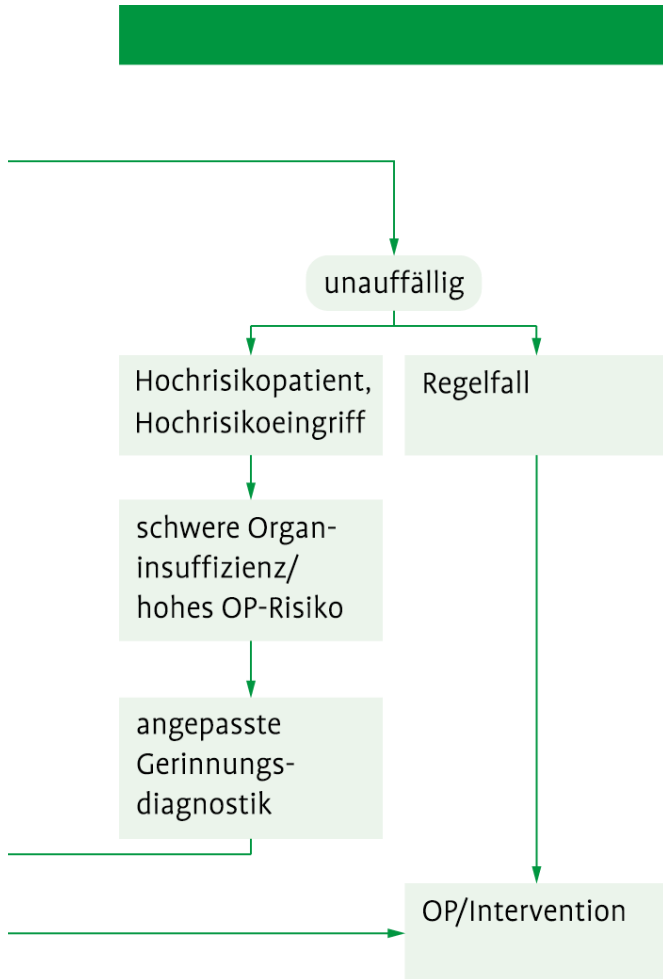 unauffällig
Hochrisikopatient,
Hochrisikoeingriff
Regelfall
schwere Organ-
insuffizienz/
hohes OP-Risiko
angepasste
Gerinnungs-
diagnostik
OP/Intervention